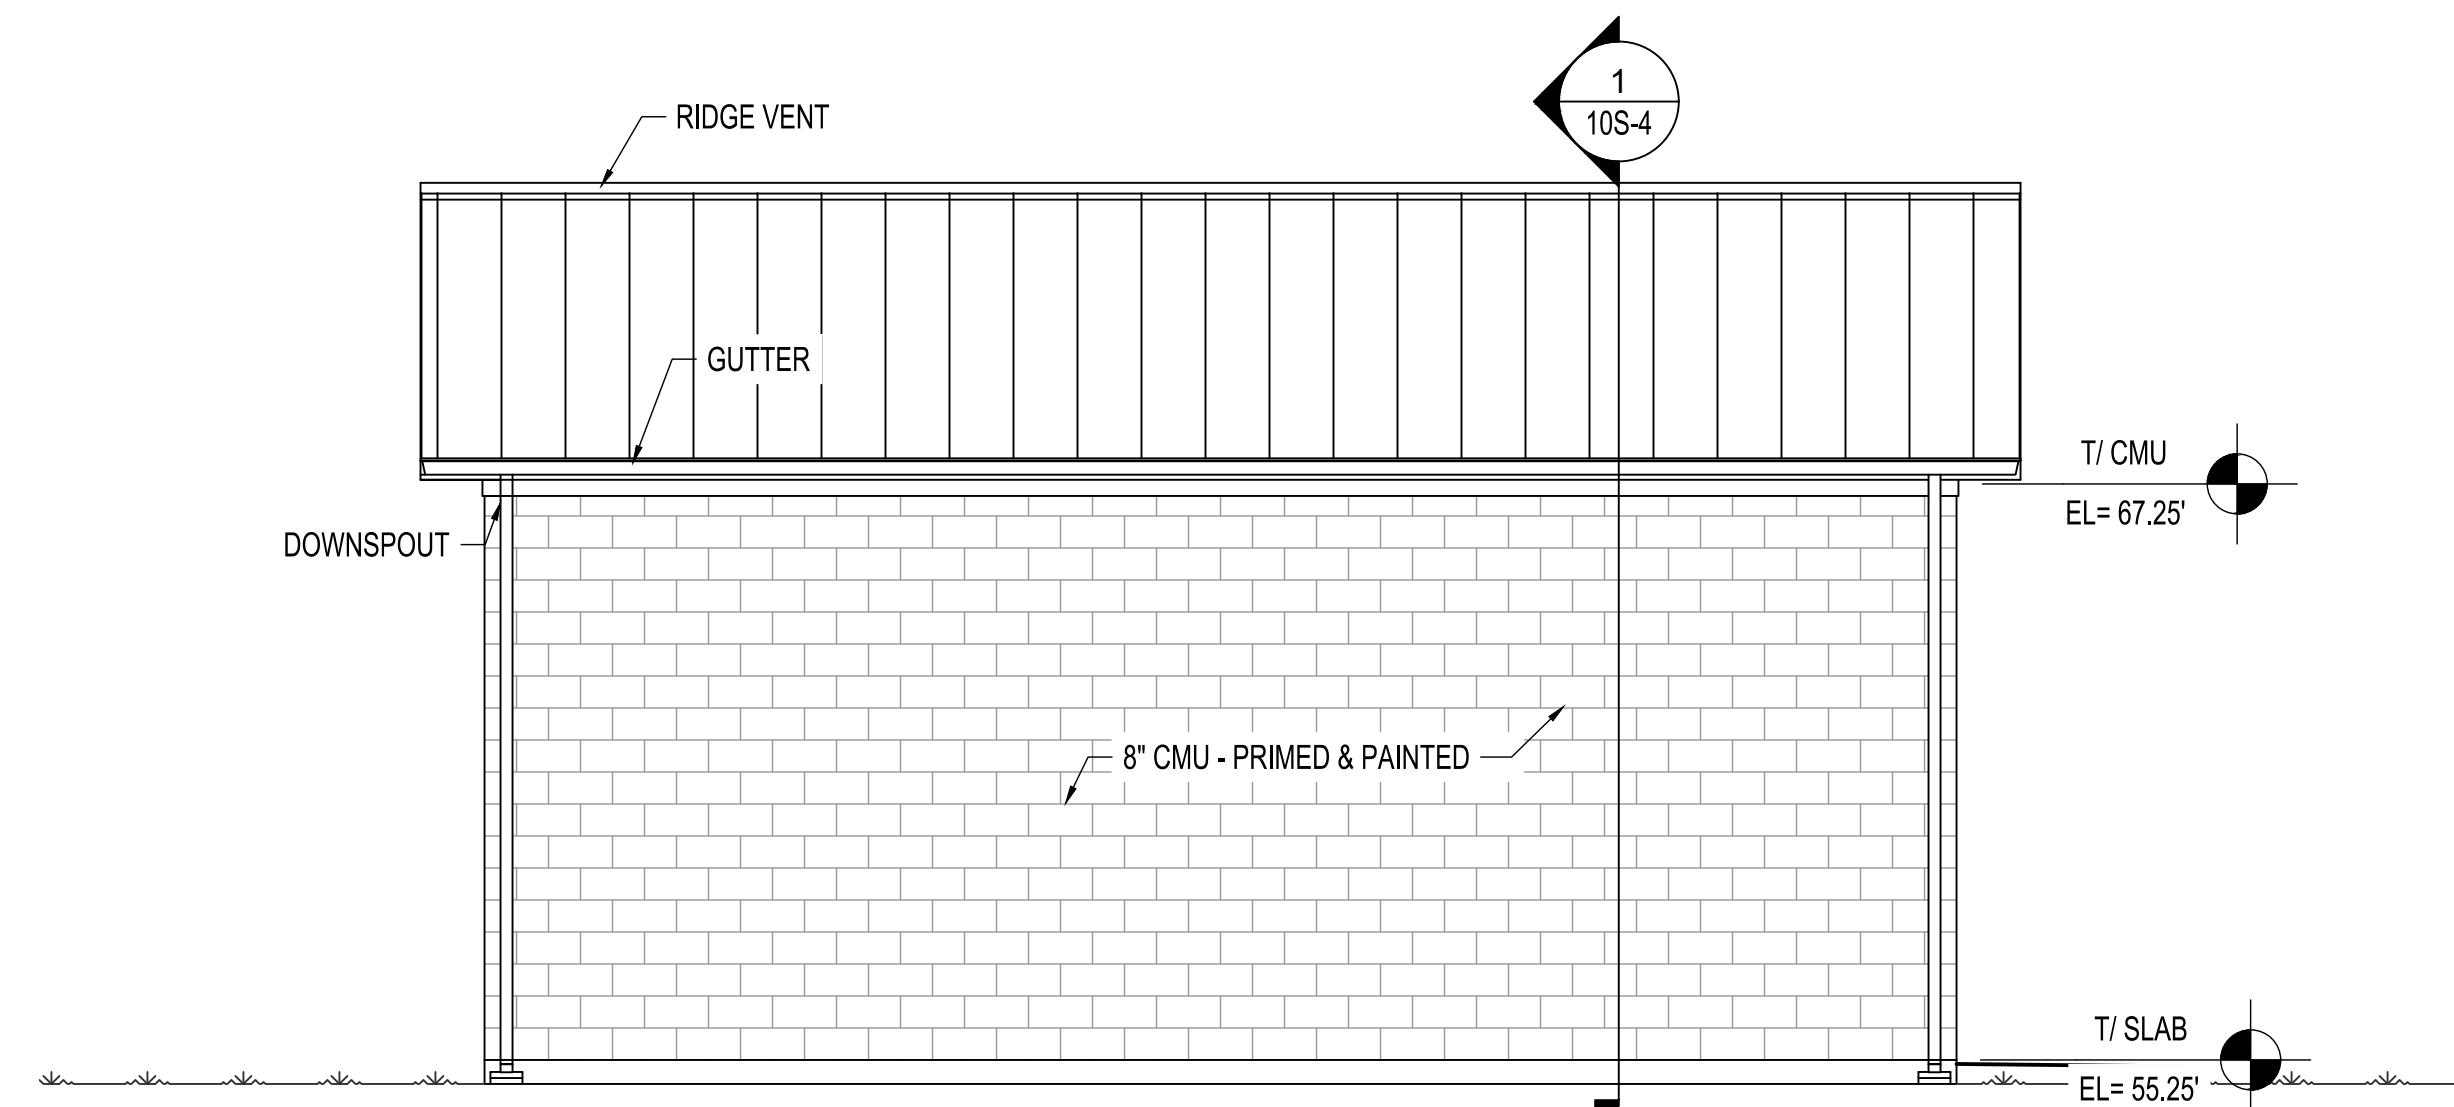 1
10S-4
RIDGE VENT
GUTTER
T/ CMU
EL= 67.25'
DOWNSPOUT
8" CMU - PRIMED & PAINTED
T/ SLAB
EL= 55.25'